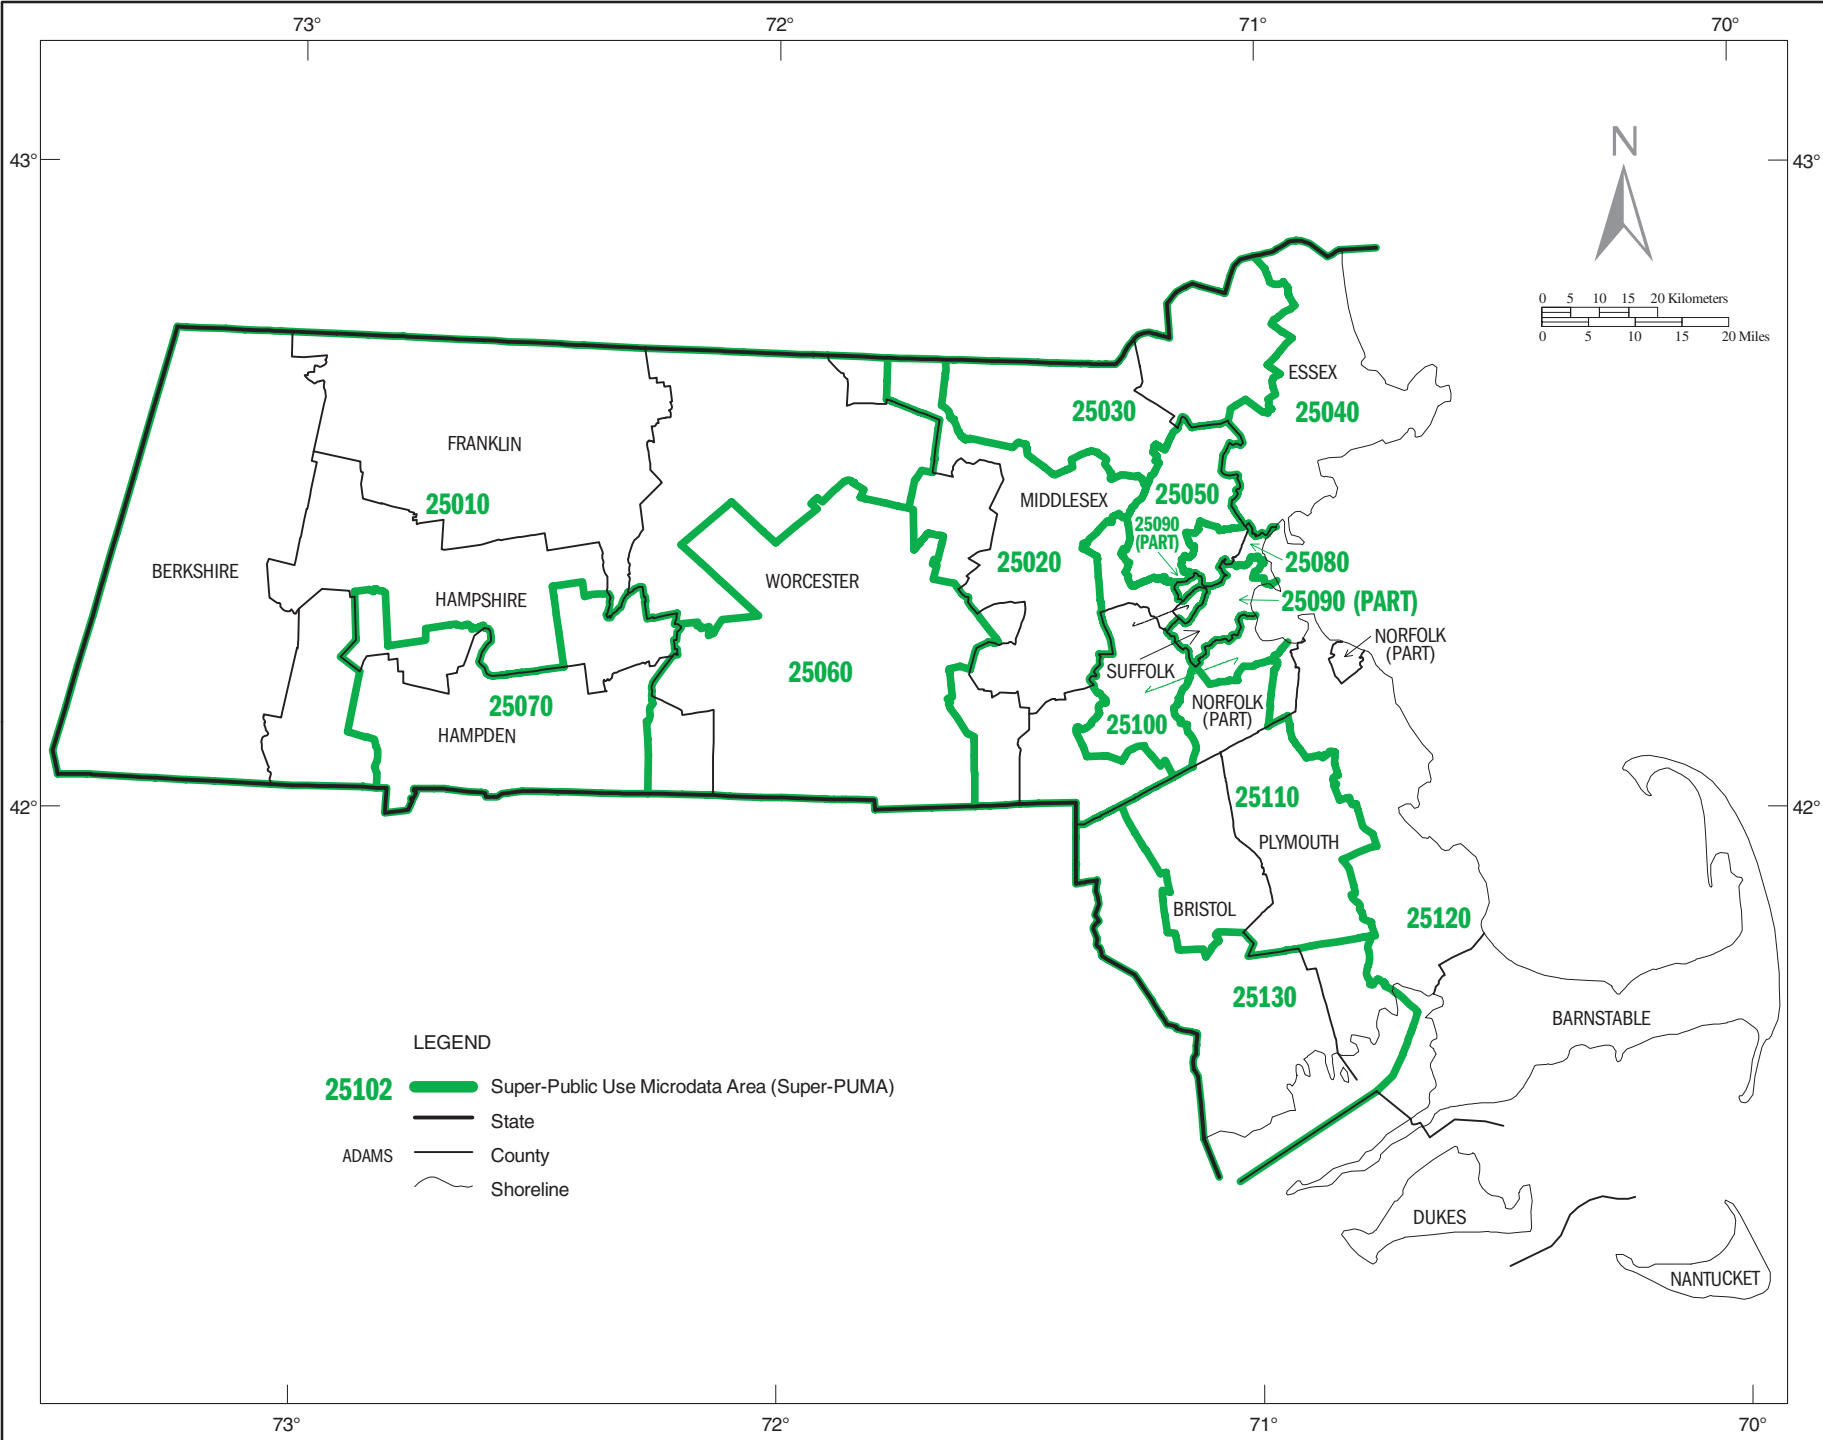 73°
72°
71°
70°
43°
N
43°
0 5 10 15 20 Kilometers
0 5 10 15 20 Miles
ESSEX
25040
25030
FRANKLIN
25010
MIDDLESEX
25050
25090
(PART)
25020
25080
BERKSHIRE
WORCESTER
HAMPSHIRE
25090 (PART)
NORFOLK
(PART)
SUFFOLK
25060
25070
HAMPDEN
NORFOLK
(PART)
25100
42°
25110
42°
PLYMOUTH
BRISTOL
25120
25130
BARNSTABLE
LEGEND
25102 Super-Public Use Microdata Area (Super-PUMA)
State
ADAMS County
Shoreline
DUKES
NANTUCKET
73°
72°
71°
70°